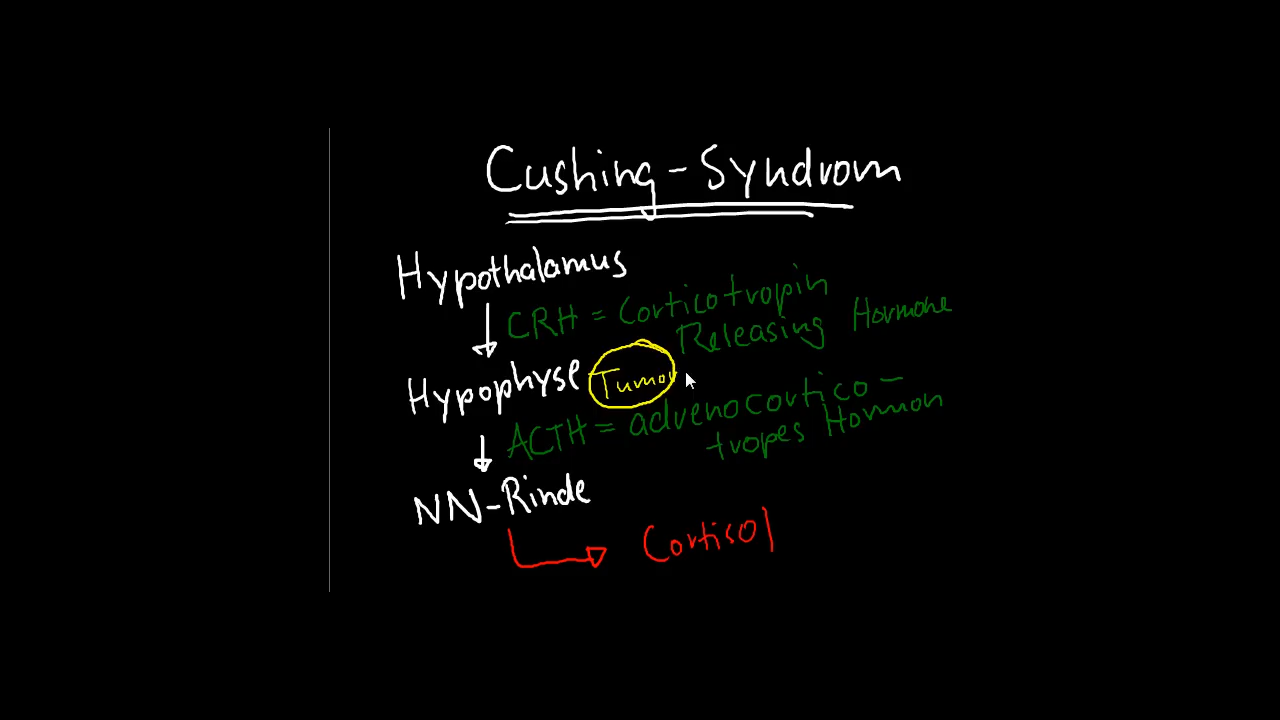 Cushing-Syndrom
Hypothalamus
CRH = Corticotropin
Releasing Hormone
Hypophyse Tumor
ACTH = adrenocortico-
tropes Hormon
NN-Rinde
Cortisol